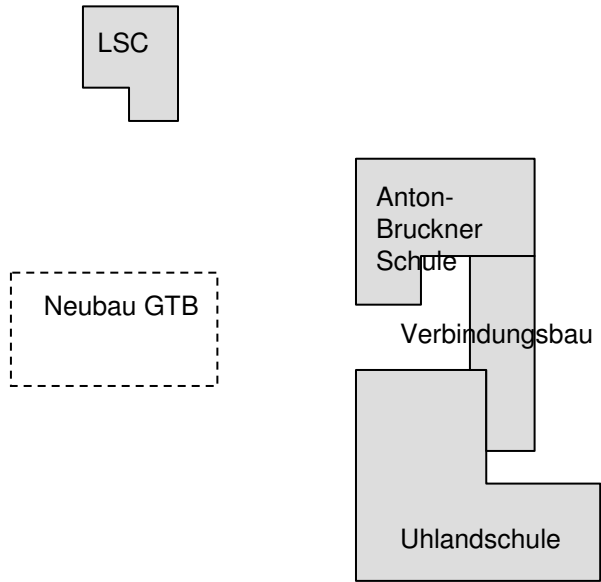 LSC
Anton-
Bruckner
Schule
Neubau GTB
Verbindungsbau
Uhlandschule